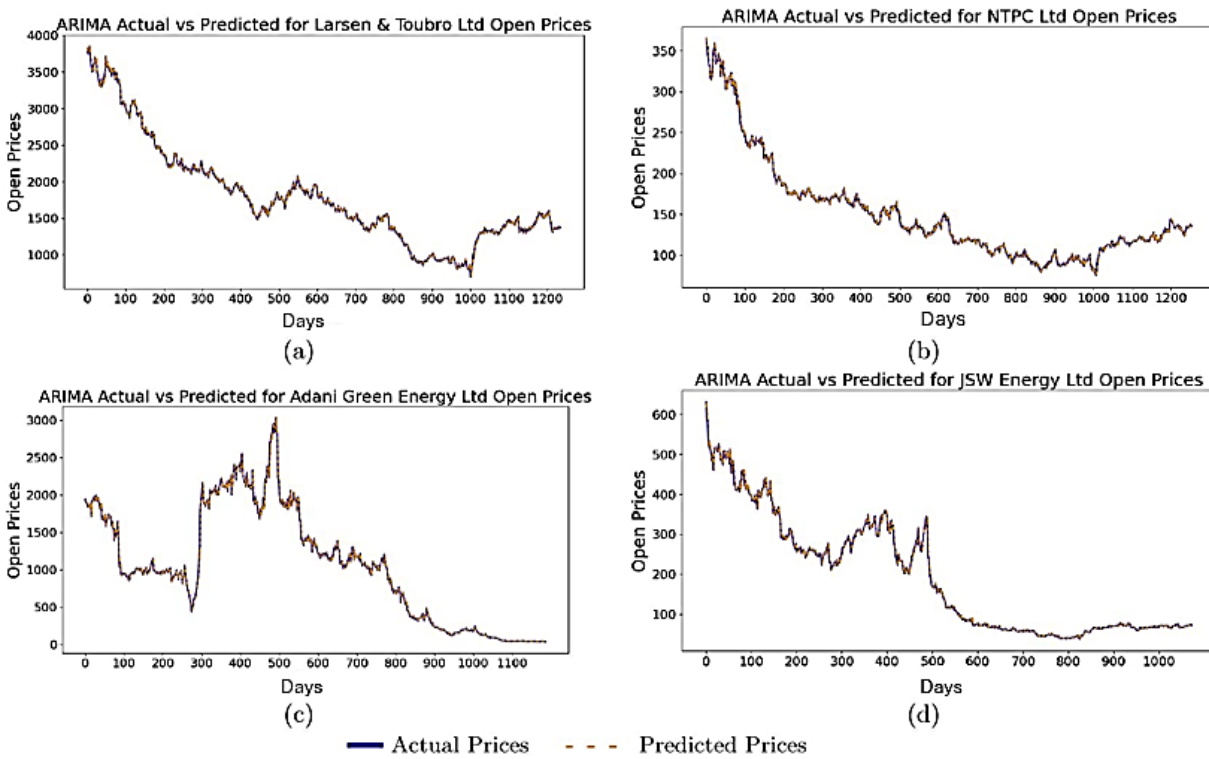 ARIMA Actual vs Predicted for Larsen & Toubro Ltd Open Prices
4000
3500
3000
2500
2000
1500
1000
Open Prices
0 100 200 300 400 500 600 700 800 900 1000 1100 1200
Days
(a)
ARIMA Actual vs Predicted for NTPC Ltd Open Prices
350
300
250
200
150
100
Open Prices
0 100 200 300 400 500 600 700 800 900 1000 1100 1200
Days
(b)
ARIMA Actual vs Predicted for Adani Green Energy Ltd Open Prices
3000
2500
2000
1500
1000
500
0
Open Prices
0 100 200 300 400 500 600 700 800 900 1000 1100
Days
(c)
ARIMA Actual vs Predicted for JSW Energy Ltd Open Prices
600
500
400
300
200
100
Open Prices
0 100 200 300 400 500 600 700 800 900 1000
Days
(d)
Actual Prices Predicted Prices